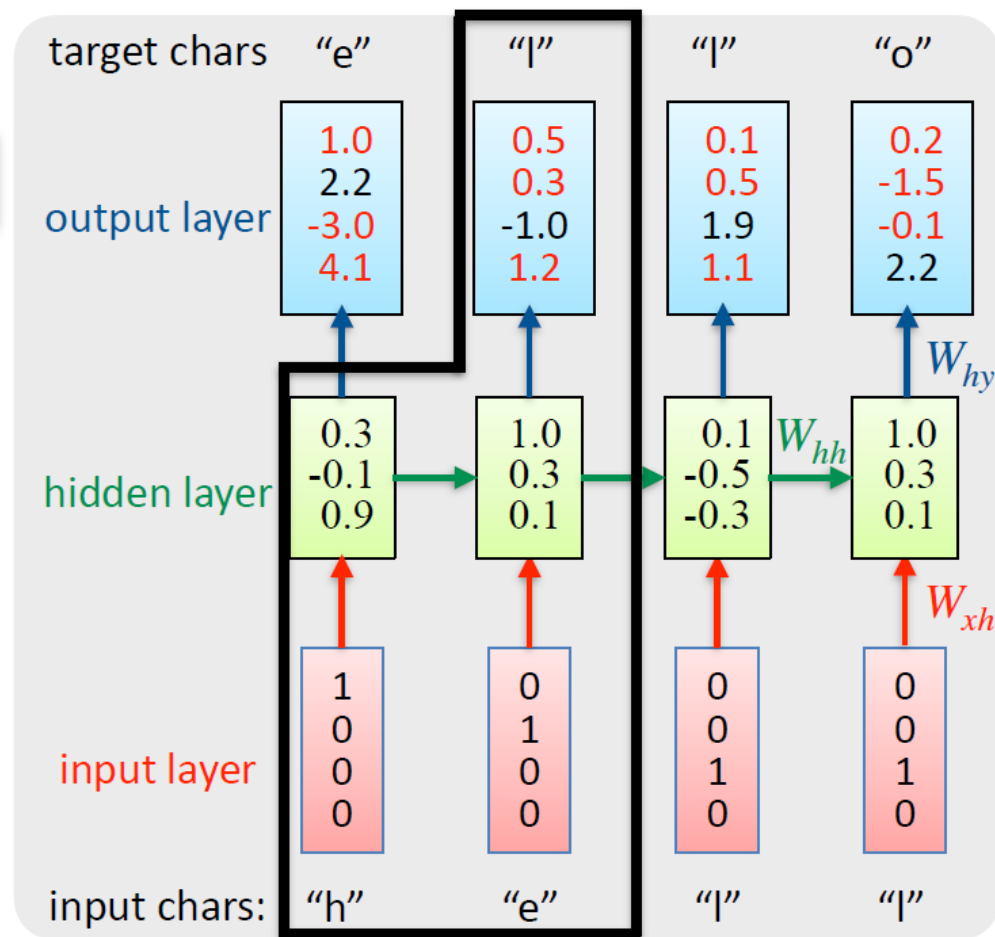 target chars “e” “l” “l” “o”
1.0 0.5 0.1 0.2
2.2 0.3 0.5 -1.5
output layer -3.0 -1.0 1.9 -0.1
4.1 1.2 1.1 2.2
W_hy
0.3 1.0 0.1 1.0
W_hh
hidden layer -0.1 0.3 -0.5 0.3
0.9 0.1 -0.3 0.1
W_xh
1 0 0 0
0 1 0 0
input layer 0 0 1 1
0 0 0 0
input chars: “h” “e” “l” “l”